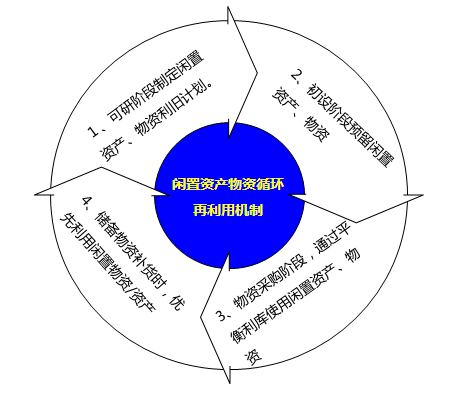 闲置资产物资循环
再利用机制
1、可研阶段制定闲置
资产、物资利旧计划。
2、初设阶段预留闲置
资产、物资
3、物资采购阶段，通过平
衡利库使用闲置资产、物
资
4、储备物资补货时，优
先利用闲置物资/资产